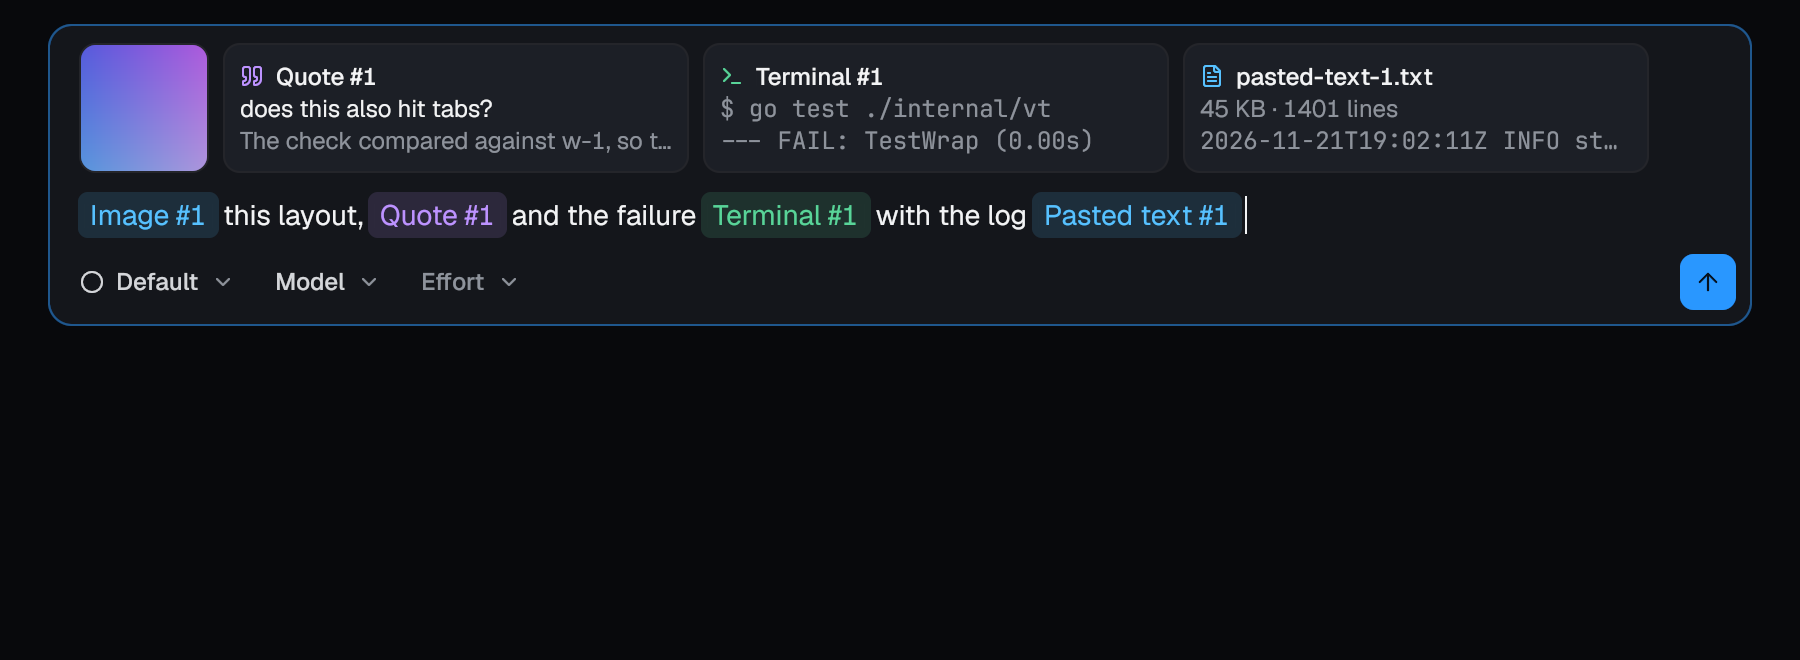 Quote #1
does this also hit tabs?
The check compared against w-1, so t…
Terminal #1
$ go test ./internal/vt
--- FAIL: TestWrap (0.00s)
pasted-text-1.txt
45 KB · 1401 lines
2026-11-21T19:02:11Z INFO st…
Image #1 this layout, Quote #1 and the failure Terminal #1 with the log Pasted text #1
Default Model Effort